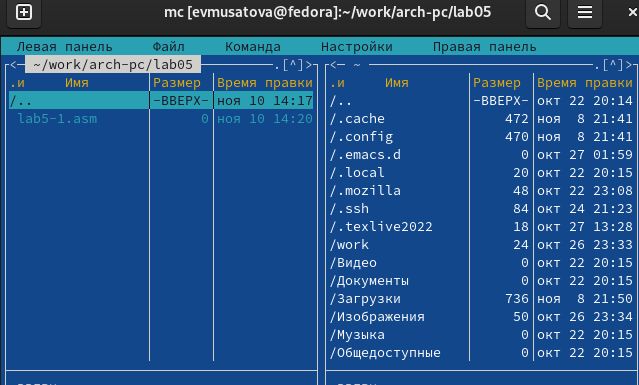 mc [evmusatova@fedora]:~/work/arch-pc/lab05
Левая панель Файл Команда Настройки Правая панель
<─ ~/work/arch-pc/lab05 .[^]>
.и Имя Размер Время правки
/.. -ВВЕРХ- ноя 10 14:17
lab5-1.asm 0 ноя 10 14:20
<─ ~ .[^]>
.и Имя Размер Время правки
/.. -ВВЕРХ- окт 22 20:14
/.cache 472 ноя 8 21:41
/.config 470 ноя 8 21:41
/.emacs.d 0 окт 27 01:59
/.local 20 окт 22 20:15
/.mozilla 48 окт 22 23:08
/.ssh 84 окт 24 21:23
/.texlive2022 18 окт 27 13:28
/work 24 окт 26 23:33
/Видео 0 окт 22 20:15
/Документы 0 окт 22 20:15
/Загрузки 736 ноя 8 21:50
/Изображения 50 окт 26 23:34
/Музыка 0 окт 22 20:15
/Общедоступные 0 окт 22 20:15